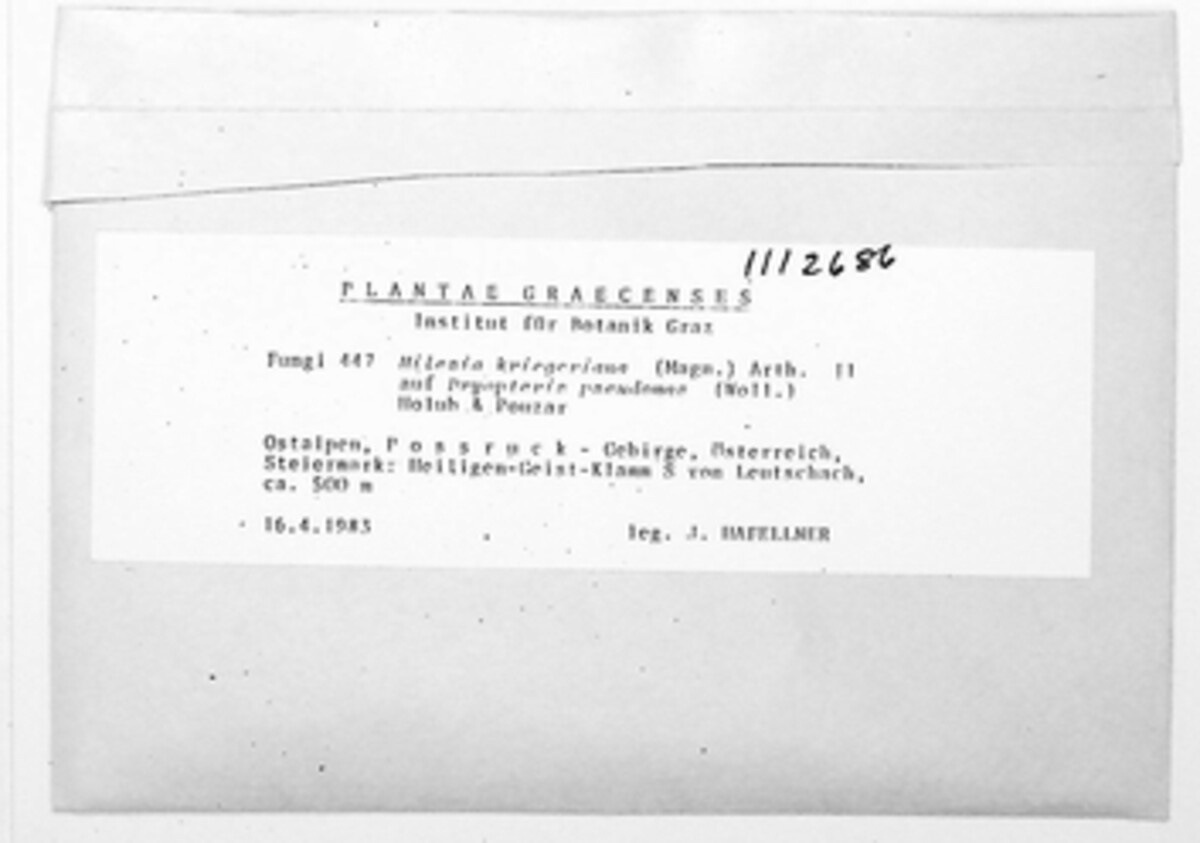 1112686
PLANTAE GRAECENSES
Institut für Botanik Graz
Fungi 447 Milesia kriegeriana (Magn.) Arth. II
auf Dryopteris pseudomas (Woll.)
Holub & Pouzar
Ostalpen, Possruck - Gebirge, Österreich,
Steiermark: Heiligen-Geist-Klamm S von Leutschach,
ca. 500 m
16.4.1983 leg. J. HAFELLNER